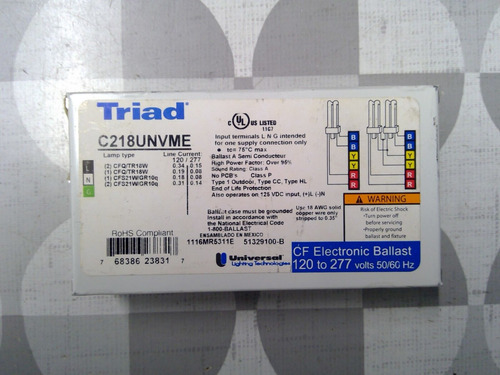 Triad®
C218UNVME
Lamp type
Line Current
120 / 277
L
N
G
(2) CFQ/TR18W 0.34 0.15
(1) CFQ/TR18W 0.19 0.08
(1) CFS21W/GR10q 0.18 0.08
(2) CFS21W/GR10q 0.31 0.14
RoHS Compliant
7 68386 23831 7
C UL US LISTED
11G7
Input terminals L N G intended
for one supply connection only
• tc= 75°C max
Ballast A Semi Conducteur
High Power Factor: Over 95%
Sound Rating: Class A
No PCB's Class P
Type 1 Outdoor, Type CC, Type HL
End of Life Protection
Also operates on 125 VDC input, (+)L (-)N
Ballast case must be grounded.
Install in accordance with
the National Electrical Code
1-800-BALLAST
ENSAMBLADO EN MEXICO
1116MR5311E 51329100-B
Use 18 AWG solid
copper wire only
stripped to 0.35"
Universal®
Lighting Technologies
B
B
Y
Y
R
R
B
B
Y
Y
R
R
WARNING
Risk of Electric Shock
•Turn power off
before servicing
•Properly ground
ballast and fixture
CF Electronic Ballast
120 to 277 volts 50/60 Hz